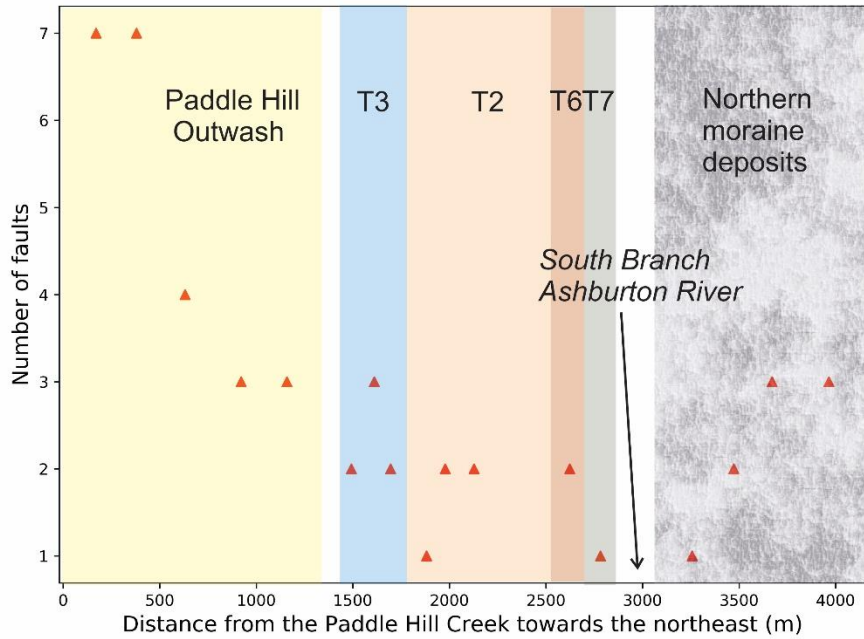 7
6
5
4
3
2
1
Number of faults
Paddle Hill
Outwash
T3
T2
T6
T7
Northern
moraine
deposits
South Branch
Ashburton River
0
500
1000
1500
2000
2500
3000
3500
4000
Distance from the Paddle Hill Creek towards the northeast (m)